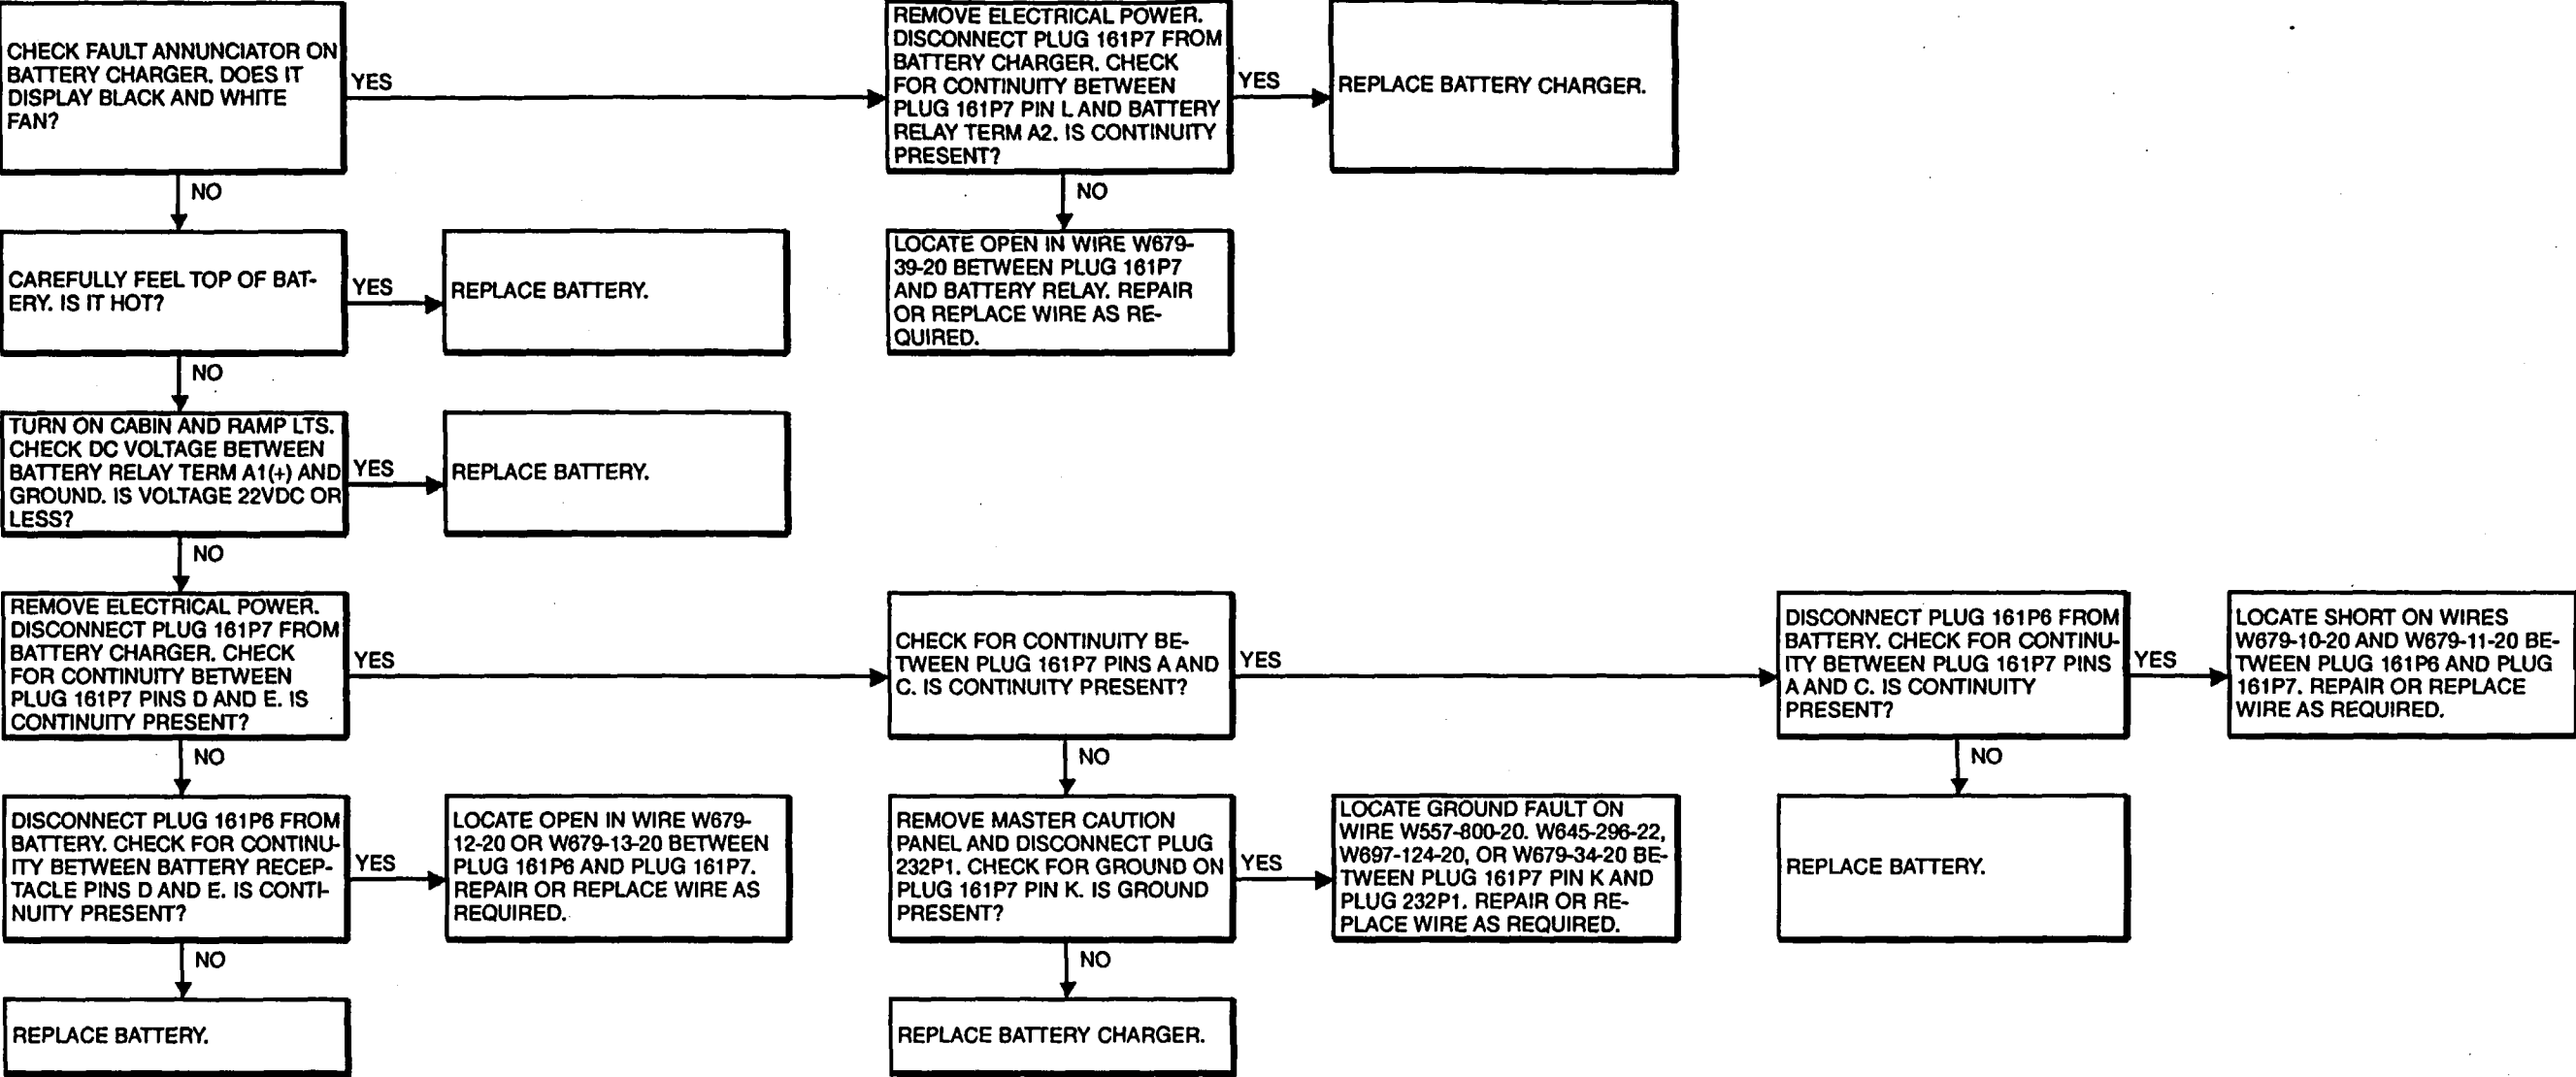 CHECK FAULT ANNUNCIATOR ON
BATTERY CHARGER. DOES IT
DISPLAY BLACK AND WHITE
FAN?
YES
REMOVE ELECTRICAL POWER.
DISCONNECT PLUG 161P7 FROM
BATTERY CHARGER. CHECK
FOR CONTINUITY BETWEEN
PLUG 161P7 PIN L AND BATTERY
RELAY TERM A2. IS CONTINUITY
PRESENT?
YES
REPLACE BATTERY CHARGER.
NO
NO
CAREFULLY FEEL TOP OF BAT-
ERY. IS IT HOT?
YES
REPLACE BATTERY.
LOCATE OPEN IN WIRE W679-
39-20 BETWEEN PLUG 161P7
AND BATTERY RELAY. REPAIR
OR REPLACE WIRE AS RE-
QUIRED.
NO
TURN ON CABIN AND RAMP LTS.
CHECK DC VOLTAGE BETWEEN
BATTERY RELAY TERM A1(+) AND
GROUND. IS VOLTAGE 22VDC OR
LESS?
YES
REPLACE BATTERY.
NO
REMOVE ELECTRICAL POWER.
DISCONNECT PLUG 161P7 FROM
BATTERY CHARGER. CHECK
FOR CONTINUITY BETWEEN
PLUG 161P7 PINS D AND E. IS
CONTINUITY PRESENT?
YES
CHECK FOR CONTINUITY BE-
TWEEN PLUG 161P7 PINS A AND
C. IS CONTINUITY PRESENT?
YES
DISCONNECT PLUG 161P6 FROM
BATTERY. CHECK FOR CONTINU-
ITY BETWEEN PLUG 161P7 PINS
A AND C. IS CONTINUITY
PRESENT?
YES
LOCATE SHORT ON WIRES
W679-10-20 AND W679-11-20 BE-
TWEEN PLUG 161P6 AND PLUG
161P7. REPAIR OR REPLACE
WIRE AS REQUIRED.
NO
NO
NO
DISCONNECT PLUG 161P6 FROM
BATTERY. CHECK FOR CONTINU-
ITY BETWEEN BATTERY RECEP-
TACLE PINS D AND E. IS CONTI-
NUITY PRESENT?
YES
LOCATE OPEN IN WIRE W679-
12-20 OR W679-13-20 BETWEEN
PLUG 161P6 AND PLUG 161P7.
REPAIR OR REPLACE WIRE AS
REQUIRED.
REMOVE MASTER CAUTION
PANEL AND DISCONNECT PLUG
232P1. CHECK FOR GROUND ON
PLUG 161P7 PIN K. IS GROUND
PRESENT?
YES
LOCATE GROUND FAULT ON
WIRE W557-800-20. W645-296-22,
W697-124-20, OR W679-34-20 BE-
TWEEN PLUG 161P7 PIN K AND
PLUG 232P1. REPAIR OR RE-
PLACE WIRE AS REQUIRED.
REPLACE BATTERY.
NO
NO
REPLACE BATTERY.
REPLACE BATTERY CHARGER.